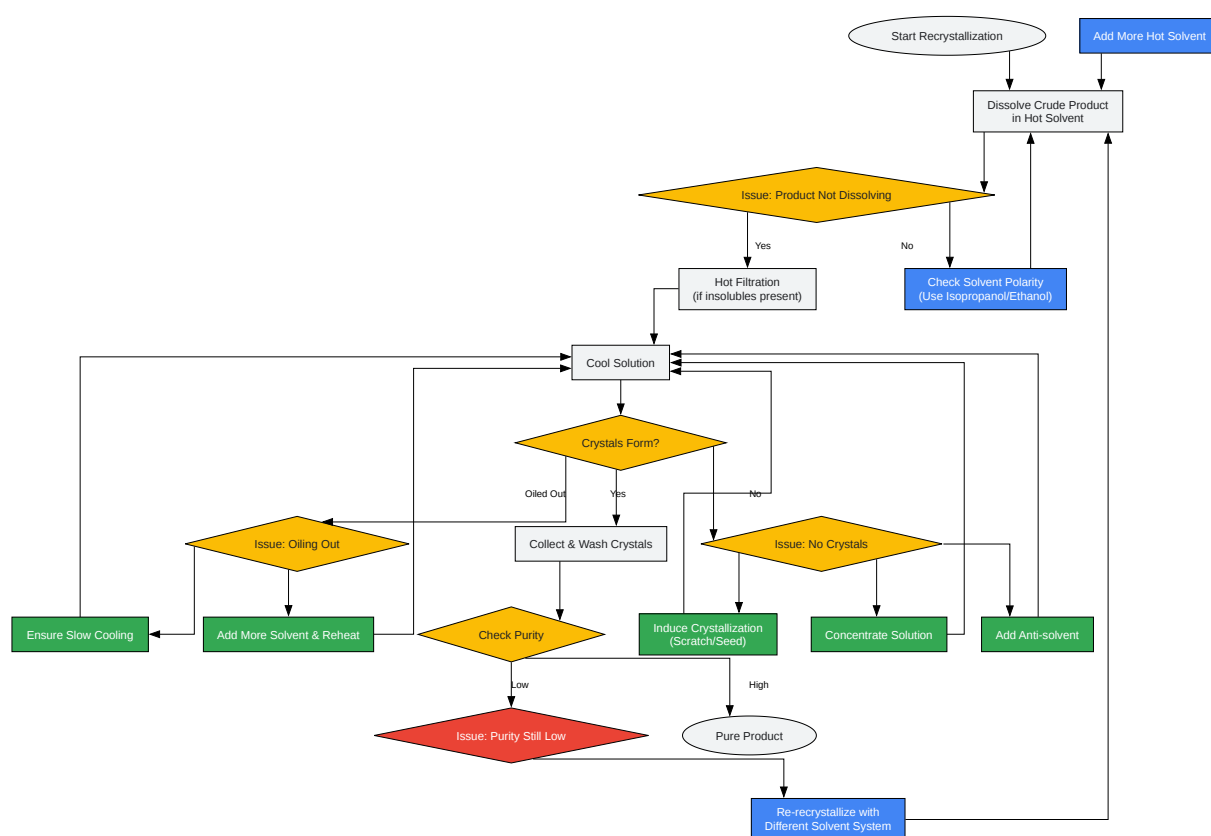 Start Recrystallization
Add More Hot Solvent
Dissolve Crude Product
in Hot Solvent
Issue: Product Not Dissolving
Yes
No
Hot Filtration
(if insolubles present)
Check Solvent Polarity
(Use Isopropanol/Ethanol)
Cool Solution
Crystals Form?
Oiled Out
Yes
No
Issue: Oiling Out
Collect & Wash Crystals
Issue: No Crystals
Ensure Slow Cooling
Add More Solvent & Reheat
Check Purity
Induce Crystallization
(Scratch/Seed)
Concentrate Solution
Add Anti-solvent
Low
High
Issue: Purity Still Low
Pure Product
Re-recrystallize with
Different Solvent System